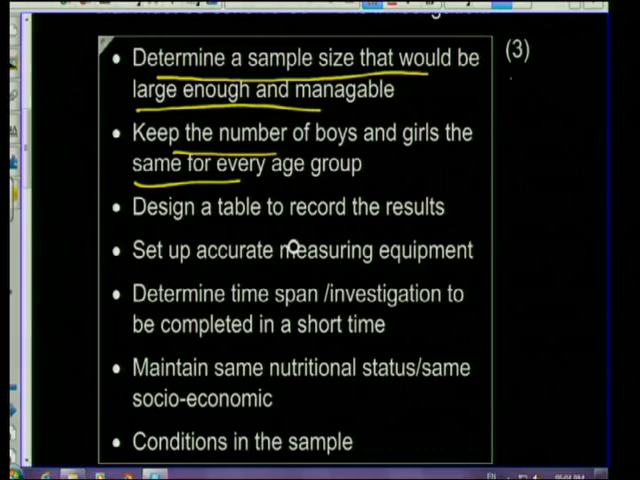 • Determine a sample size that would be
large enough and managable
(3)
• Keep the number of boys and girls the
same for every age group
• Design a table to record the results
• Set up accurate measuring equipment
• Determine time span /investigation to
be completed in a short time
• Maintain same nutritional status/same
socio-economic
• Conditions in the sample